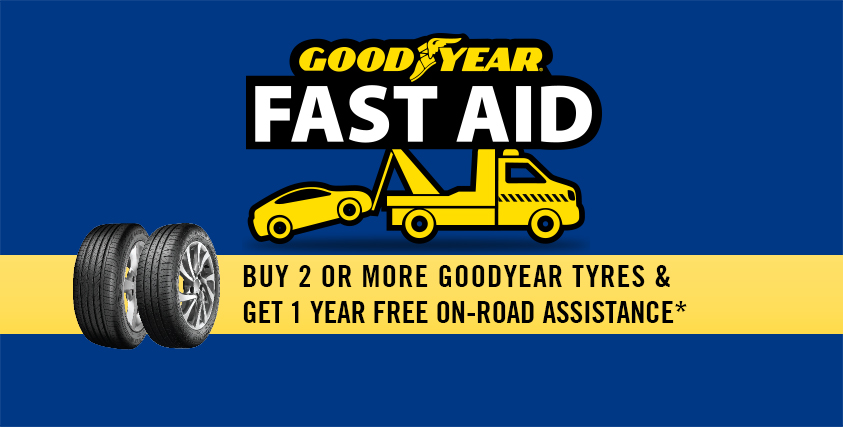 GOODYEAR
FAST AID
BUY 2 OR MORE GOODYEAR TYRES &
GET 1 YEAR FREE ON-ROAD ASSISTANCE*